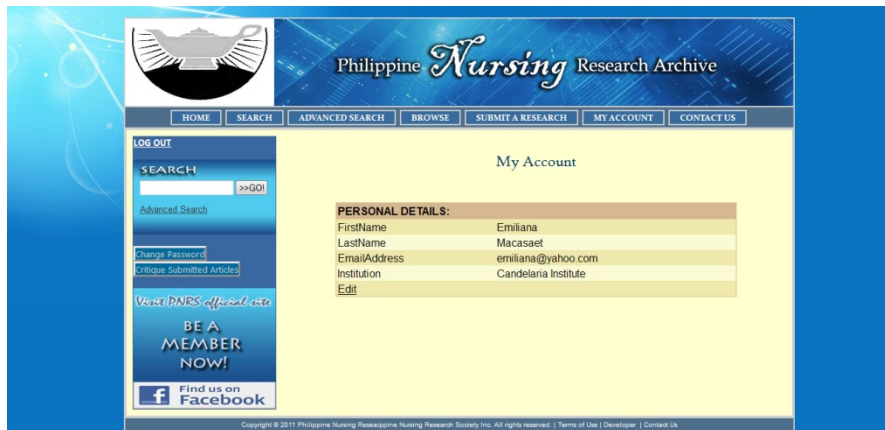 Philippine Nursing Research Archive
HOME SEARCH ADVANCED SEARCH BROWSE SUBMIT A RESEARCH MY ACCOUNT CONTACT US
LOG OUT
SEARCH
>>GO!
Advanced Search
Change Password
Critique Submitted Articles
Visit PNRS official site
BE A
MEMBER
NOW!
f Find us on
Facebook
My Account
PERSONAL DETAILS:
FirstName Emiliana
LastName Macasaet
EmailAddress emiliana@yahoo.com
Institution Candelaria Institute
Edit
Copyright © 2011 Philippine Nursing Reseaippine Nursing Research Society Inc. All rights reserved. | Terms of Use | Developer | Contact Us